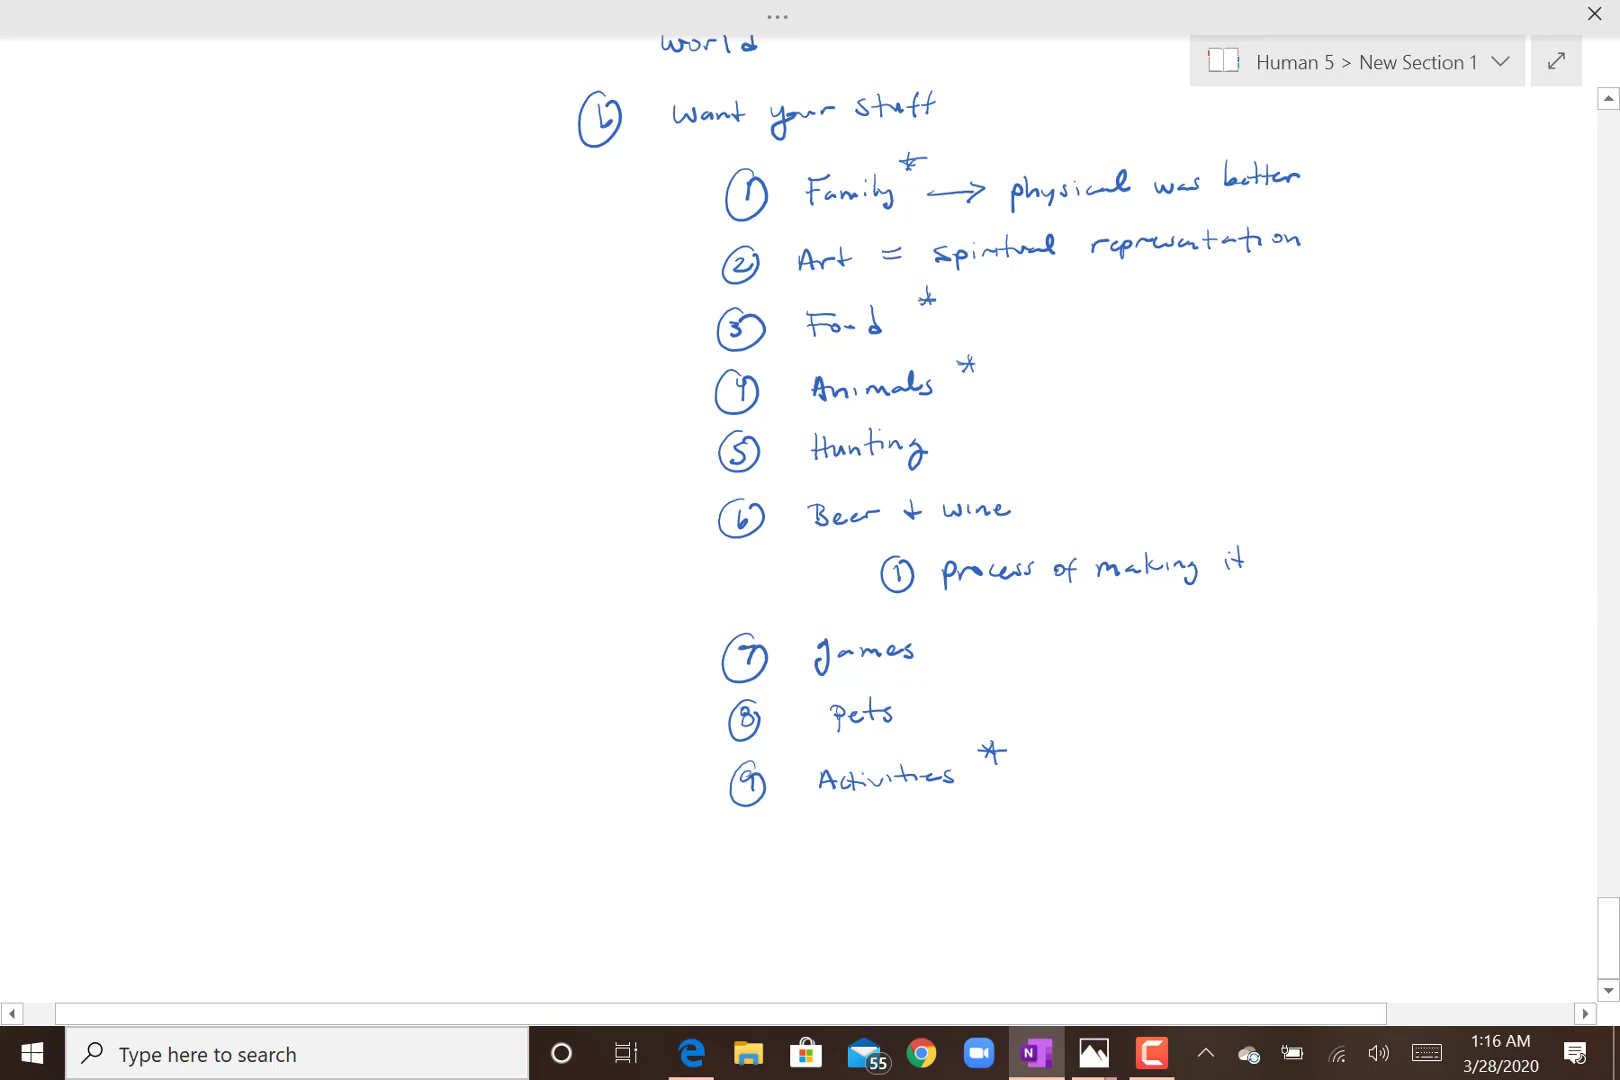 ...
world
Human 5 > New Section 1
b want your stuff
1 Family * → physical was better
2 Art = spiritual representation
3 Food *
4 Animals *
5 Hunting
6 Beer + wine
1 process of making it
7 games
8 Pets
9 Activities *
Type here to search
55
N
1:16 AM
3/28/2020